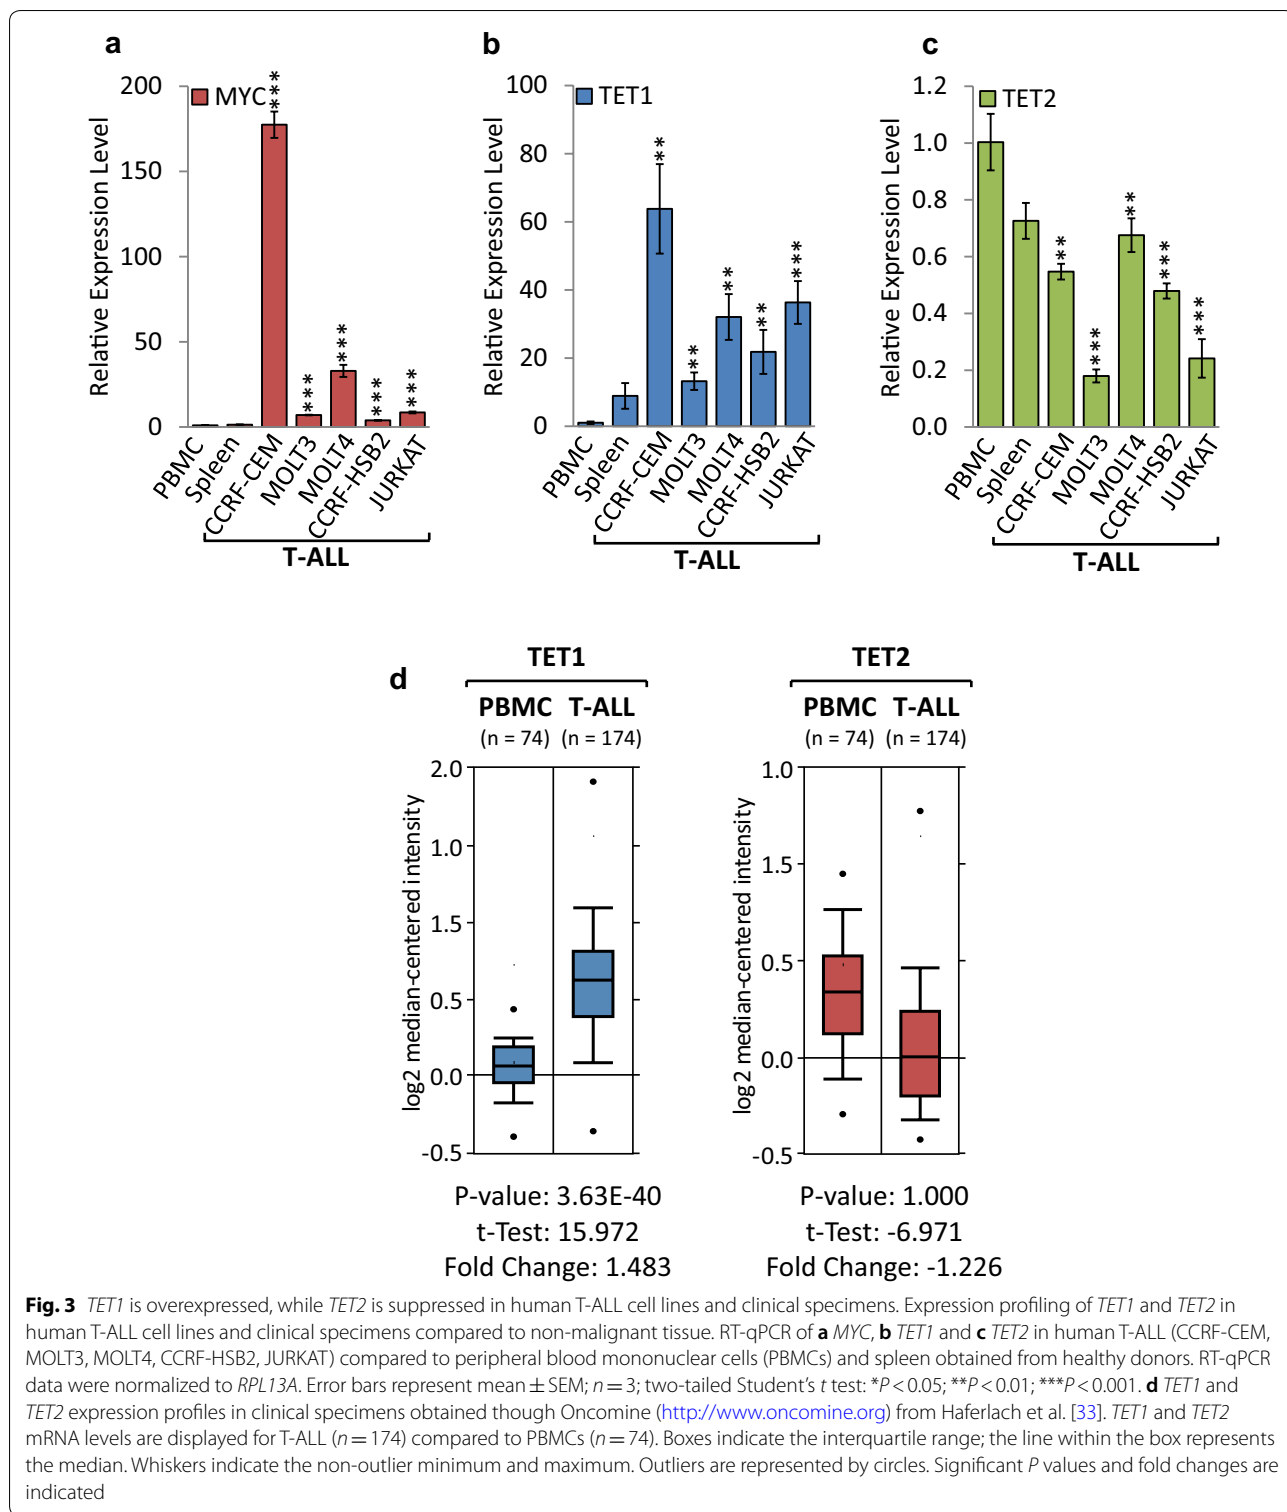 a
MYC
Relative Expression Level
200
150
100
50
0
***
***
***
***
***
PBMC
Spleen
CCRF-CEM
MOLT3
MOLT4
CCRF-HSB2
JURKAT
T-ALL
b
TET1
Relative Expression Level
100
80
60
40
20
0
**
**
**
**
***
PBMC
Spleen
CCRF-CEM
MOLT3
MOLT4
CCRF-HSB2
JURKAT
T-ALL
c
TET2
Relative Expression Level
1.2
1.0
0.8
0.6
0.4
0.2
0.0
**
***
**
***
***
PBMC
Spleen
CCRF-CEM
MOLT3
MOLT4
CCRF-HSB2
JURKAT
T-ALL
d
TET1
PBMC T-ALL
(n = 74) (n = 174)
log2 median-centered intensity
2.0
1.0
1.5
0.5
0.0
-0.5
P-value: 3.63E-40
t-Test: 15.972
Fold Change: 1.483
TET2
PBMC T-ALL
(n = 74) (n = 174)
log2 median-centered intensity
1.0
1.5
0.5
0.0
-0.5
P-value: 1.000
t-Test: -6.971
Fold Change: -1.226
Fig. 3 TET1 is overexpressed, while TET2 is suppressed in human T-ALL cell lines and clinical specimens. Expression profiling of TET1 and TET2 in
human T-ALL cell lines and clinical specimens compared to non-malignant tissue. RT-qPCR of a MYC, b TET1 and c TET2 in human T-ALL (CCRF-CEM,
MOLT3, MOLT4, CCRF-HSB2, JURKAT) compared to peripheral blood mononuclear cells (PBMCs) and spleen obtained from healthy donors. RT-qPCR
data were normalized to RPL13A. Error bars represent mean ± SEM; n = 3; two-tailed Student's t test: *P < 0.05; **P < 0.01; ***P < 0.001. d TET1 and
TET2 expression profiles in clinical specimens obtained though Oncomine (http://www.oncomine.org) from Haferlach et al. [33]. TET1 and TET2
mRNA levels are displayed for T-ALL (n = 174) compared to PBMCs (n = 74). Boxes indicate the interquartile range; the line within the box represents
the median. Whiskers indicate the non-outlier minimum and maximum. Outliers are represented by circles. Significant P values and fold changes are
indicated